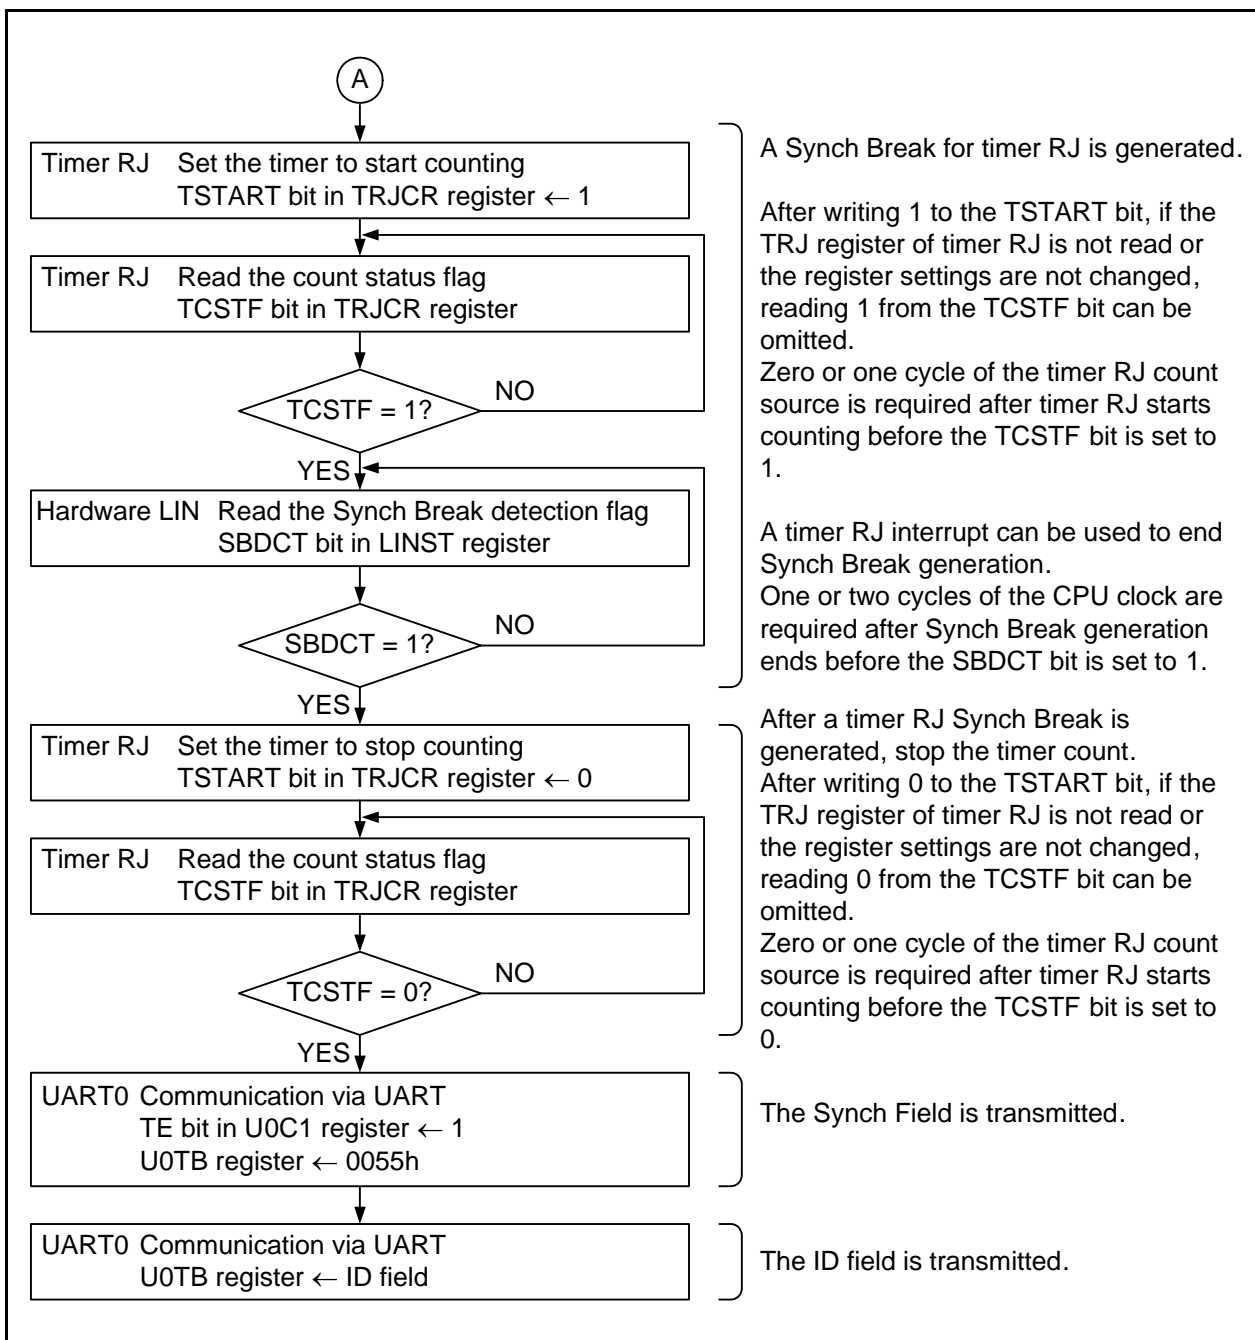 A
Timer RJ Set the timer to start counting
TSTART bit in TRJCR register ← 1
Timer RJ Read the count status flag
TCSTF bit in TRJCR register
TCSTF = 1?
NO
YES
Hardware LIN Read the Synch Break detection flag
SBDCT bit in LINST register
SBDCT = 1?
NO
YES
A Synch Break for timer RJ is generated.
After writing 1 to the TSTART bit, if the
TRJ register of timer RJ is not read or
the register settings are not changed,
reading 1 from the TCSTF bit can be
omitted.
Zero or one cycle of the timer RJ count
source is required after timer RJ starts
counting before the TCSTF bit is set to
1.
A timer RJ interrupt can be used to end
Synch Break generation.
One or two cycles of the CPU clock are
required after Synch Break generation
ends before the SBDCT bit is set to 1.
Timer RJ Set the timer to stop counting
TSTART bit in TRJCR register ← 0
Timer RJ Read the count status flag
TCSTF bit in TRJCR register
TCSTF = 0?
NO
YES
After a timer RJ Synch Break is
generated, stop the timer count.
After writing 0 to the TSTART bit, if the
TRJ register of timer RJ is not read or
the register settings are not changed,
reading 0 from the TCSTF bit can be
omitted.
Zero or one cycle of the timer RJ count
source is required after timer RJ starts
counting before the TCSTF bit is set to
0.
UART0 Communication via UART
TE bit in U0C1 register ← 1
U0TB register ← 0055h
The Synch Field is transmitted.
UART0 Communication via UART
U0TB register ← ID field
The ID field is transmitted.